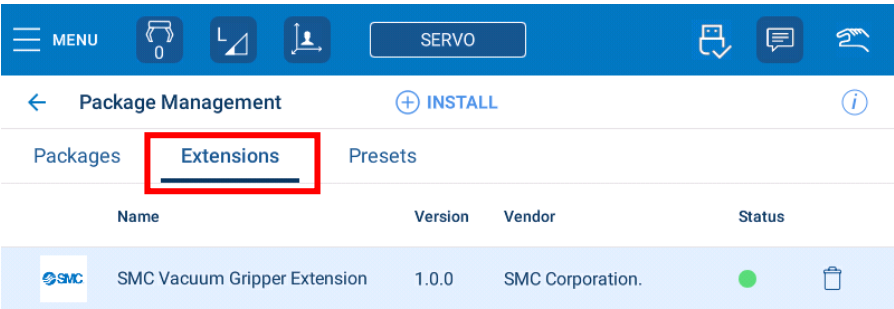 MENU 0 L SERVO
Package Management INSTALL i
Packages Extensions Presets
Name Version Vendor Status
SMC SMC Vacuum Gripper Extension 1.0.0 SMC Corporation.